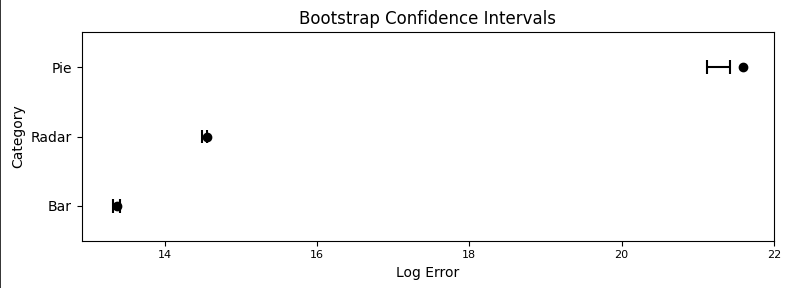 Bootstrap Confidence Intervals
Category
Pie
Radar
Bar
14 16 18 20 22
Log Error